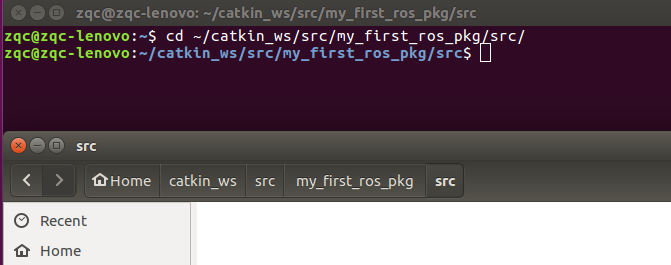 zqc@zqc-lenovo: ~/catkin_ws/src/my_first_ros_pkg/src
zqc@zqc-lenovo:~$ cd ~/catkin_ws/src/my_first_ros_pkg/src/
zqc@zqc-lenovo:~/catkin_ws/src/my_first_ros_pkg/src$
src
Home catkin_ws src my_first_ros_pkg src
Recent
Home